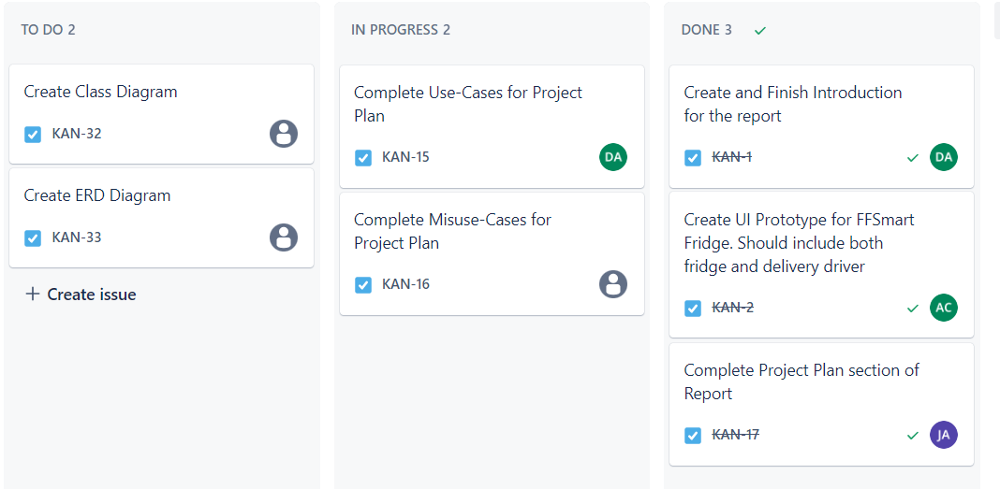 TO DO 2
Create Class Diagram
KAN-32
Create ERD Diagram
KAN-33
+ Create issue
IN PROGRESS 2
Complete Use-Cases for Project
Plan
KAN-15
DA
Complete Misuse-Cases for
Project Plan
KAN-16
DONE 3
Create and Finish Introduction
for the report
KAN-1
DA
Create UI Prototype for FFSmart
Fridge. Should include both
fridge and delivery driver
KAN-2
AC
Complete Project Plan section of
Report
KAN-17
JA